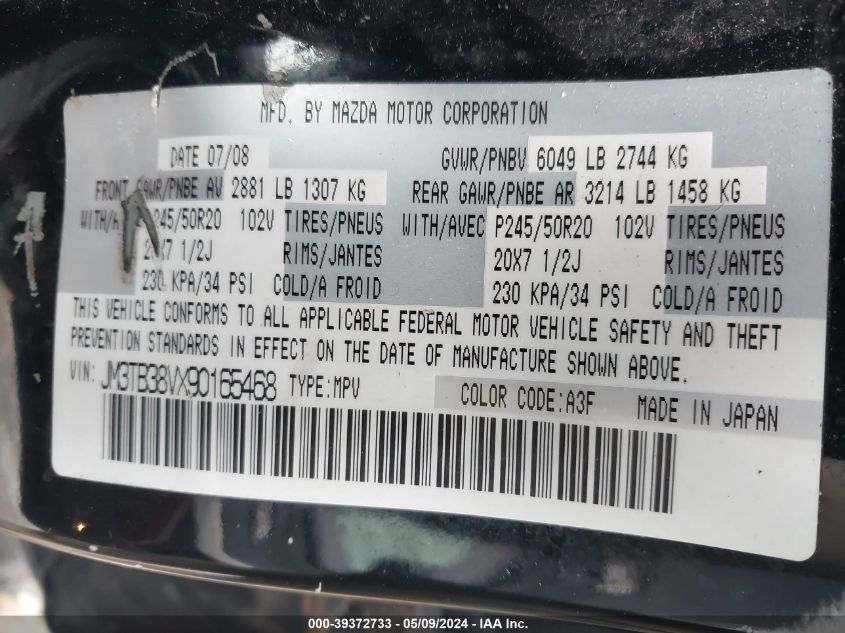 MFD. BY MAZDA MOTOR CORPORATION
DATE 07/08 GVWR/PNBV 6049 LB 2744 KG
FRONT GAWR/PNBE AV 2881 LB 1307 KG REAR GAWR/PNBE AR 3214 LB 1458 KG
P245/50R20 102V TIRES/PNEUS WITH/AVEC P245/50R20 102V TIRES/PNEUS
20X7 1/2J RIMS/JANTES 20X7 1/2J RIMS/JANTES
230 KPA/34 PSI COLD/A FROID 230 KPA/34 PSI COLD/A FROID
THIS VEHICLE CONFORMS TO ALL APPLICABLE FEDERAL MOTOR VEHICLE SAFETY AND THEFT
PREVENTION STANDARDS IN EFFECT ON THE DATE OF MANUFACTURE SHOWN ABOVE.
VIN: JM3TB38VX90165468 TYPE:MPV COLOR CODE:A3F MADE IN JAPAN
000-39372733 - 05/09/2024 - IAA Inc.